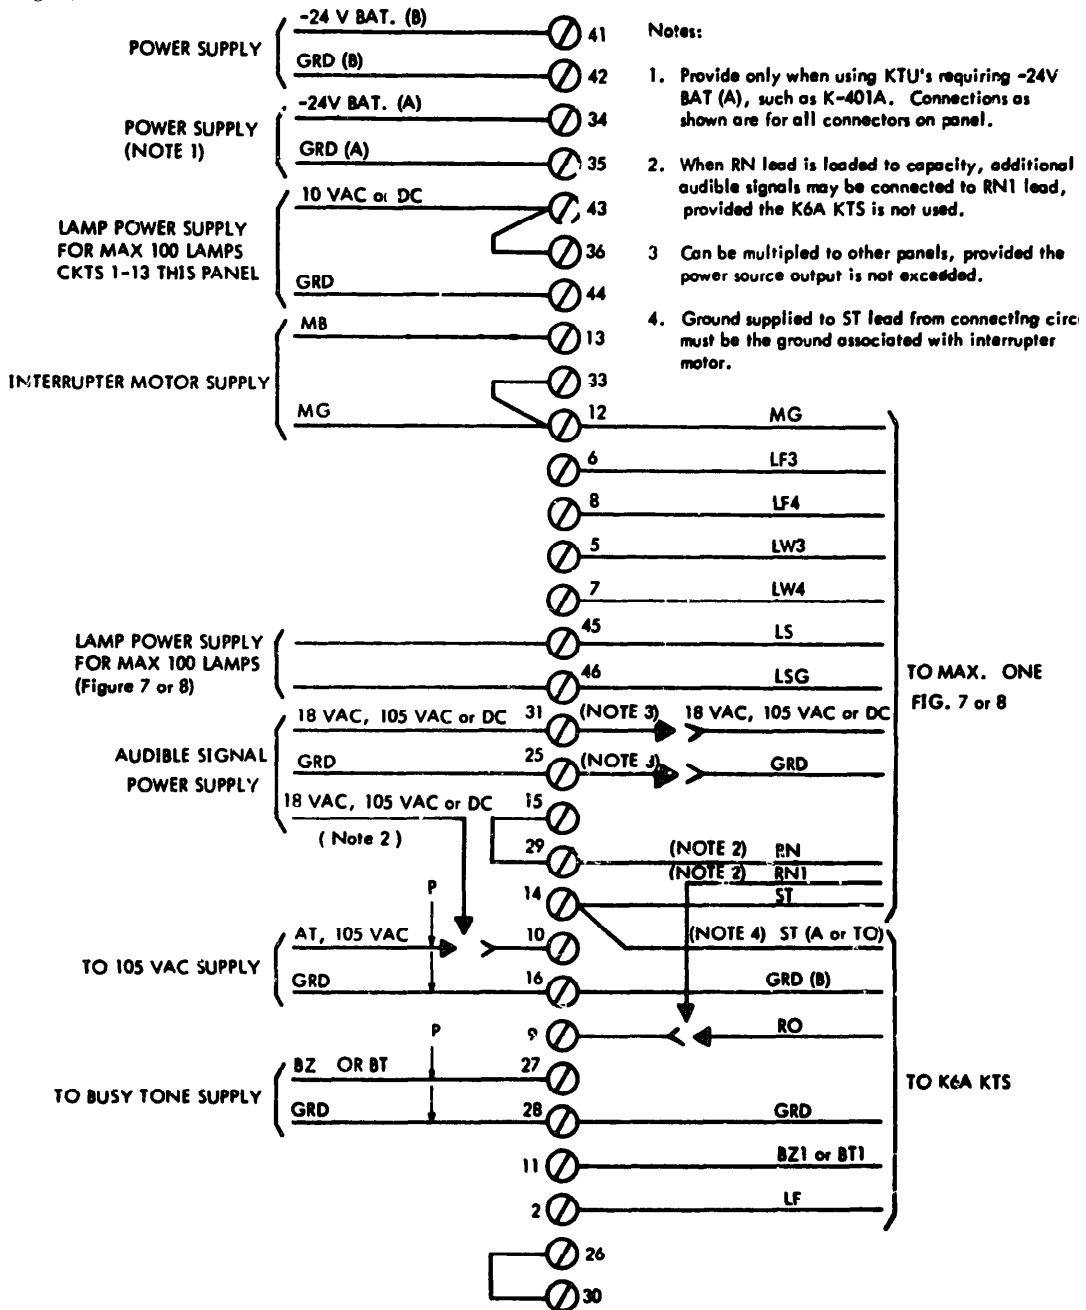 -24 V BAT. (B)
POWER SUPPLY
41
GRD (B)
42
-24V BAT. (A)
POWER SUPPLY
(NOTE 1)
34
GRD (A)
35
10 VAC or DC
43
LAMP POWER SUPPLY
FOR MAX 100 LAMPS
CKTS 1-13 THIS PANEL
36
GRD
44
MB
13
INTERRUPTER MOTOR SUPPLY
33
MG
12
MG
Notes:
1. Provide only when using KTU's requiring -24V
BAT (A), such as K-401A. Connections as
shown are for all connectors on panel.
2. When RN lead is loaded to capacity, additional
audible signals may be connected to RN1 lead,
provided the K6A KTS is not used.
3 Can be multipled to other panels, provided the
power source output is not exceeded.
4. Ground supplied to ST lead from connecting circu
must be the ground associated with interrupter
motor.
6 LF3
8 LF4
5 LW3
7 LW4
LAMP POWER SUPPLY
FOR MAX 100 LAMPS
(Figure 7 or 8)
45 LS
46 LSG
TO MAX. ONE
FIG. 7 or 8
AUDIBLE SIGNAL
POWER SUPPLY
18 VAC, 105 VAC or DC 31 (NOTE 3) 18 VAC, 105 VAC or DC
GRD 25 (NOTE 3) GRD
18 VAC, 105 VAC or DC 15
( Note 2 )
29 (NOTE 2) RN
(NOTE 2) RN1
14 ST
P
TO 105 VAC SUPPLY
AT, 105 VAC 10 (NOTE 4) ST (A or TO)
GRD 16 GRD (B)
P
9 RO
TO BUSY TONE SUPPLY
BZ OR BT 27
GRD 28 GRD
TO K6A KTS
11 BZ1 or BT1
2 LF
26
30